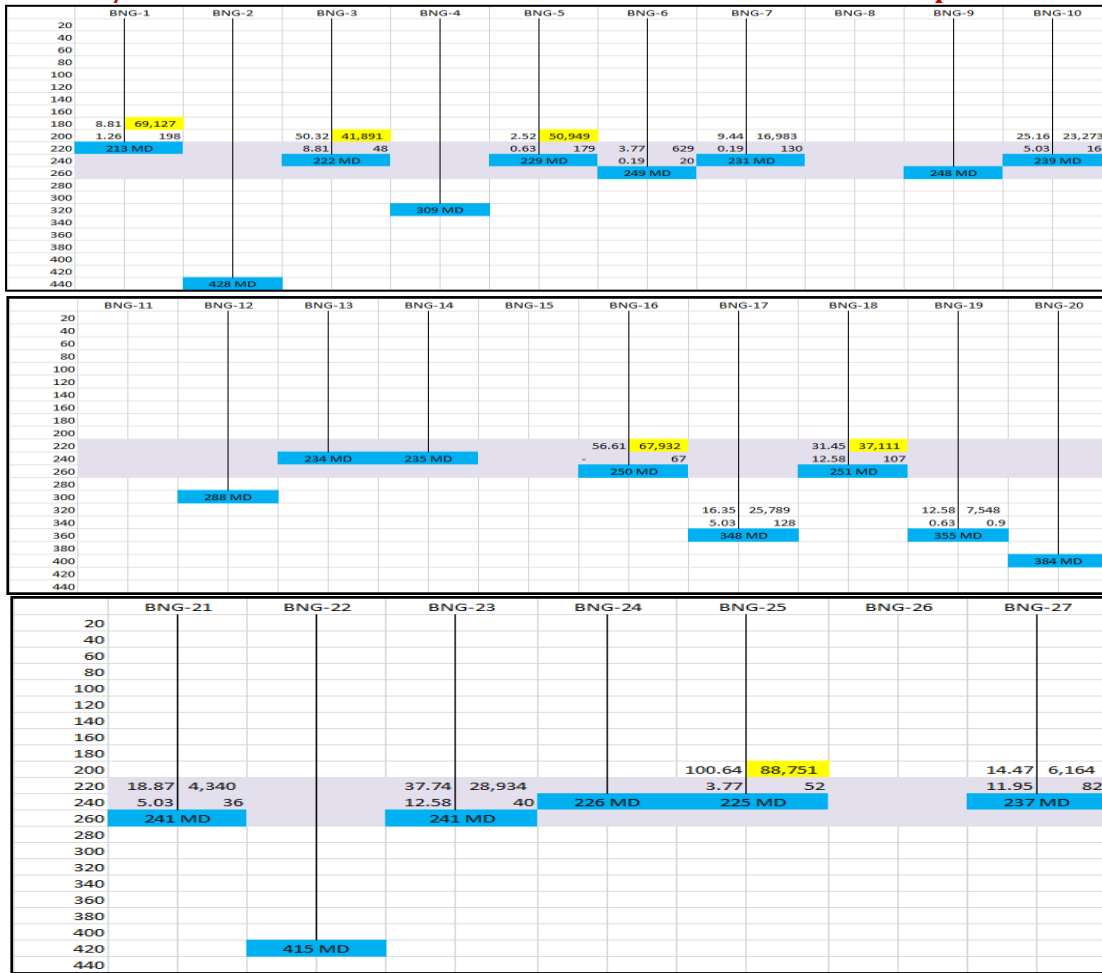 BNG-1 BNG-2 BNG-3 BNG-4 BNG-5 BNG-6 BNG-7 BNG-8 BNG-9 BNG-10
20
40
60
80
100
120
140
160
180 8.81 69,127
200 1.26 198 50.32 41,891 2.52 50,949 9.44 16,983 25.16 23,273
220 213 MD 8.81 48 0.63 179 3.77 629 0.19 130 5.03 16
240 222 MD 229 MD 0.19 20 231 MD 239 MD
260 249 MD 248 MD
280
300
320 309 MD
340
360
380
400
420
440 428 MD
BNG-11 BNG-12 BNG-13 BNG-14 BNG-15 BNG-16 BNG-17 BNG-18 BNG-19 BNG-20
20
40
60
80
100
120
140
160
180
200
220 56.61 67,932 31.45 37,111
240 234 MD 235 MD - 67 12.58 107
260 250 MD 251 MD
280
300 288 MD
320 16.35 25,789 12.58 7,548
340 5.03 128 0.63 0.9
360 348 MD 355 MD
380
400 384 MD
420
440
BNG-21 BNG-22 BNG-23 BNG-24 BNG-25 BNG-26 BNG-27
20
40
60
80
100
120
140
160
180
200 100.64 88,751 14.47 6,164
220 18.87 4,340 37.74 28,934 3.77 52 11.95 82
240 5.03 36 12.58 40 226 MD 225 MD 237 MD
260 241 MD 241 MD
280
300
320
340
360
380
400
420 415 MD
440